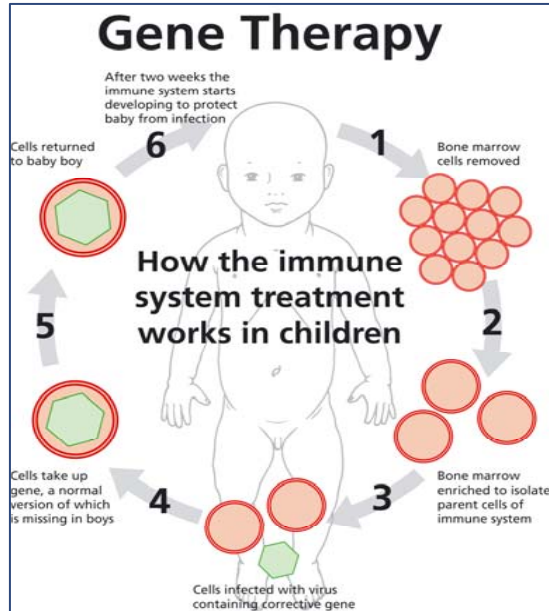 Gene Therapy
After two weeks the
immune system starts
developing to protect
baby from infection
6
1
Cells returned
to baby boy
Bone marrow
cells removed
How the immune
system treatment
works in children
5
2
Cells take up
gene, a normal
version of which
is missing in boys
4
3
Bone marrow
enriched to isolate
parent cells of
immune system
Cells infected with virus
containing corrective gene